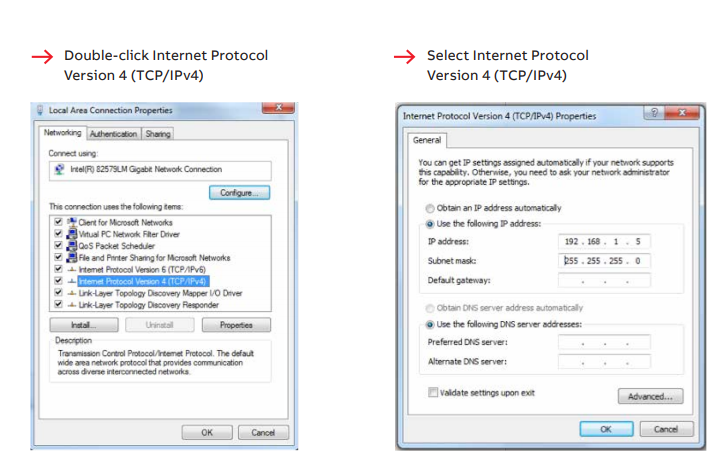 Double-click Internet Protocol
Version 4 (TCP/IPv4)
Local Area Connection Properties
Networking Authentication Sharing
Connect using:
Intel(R) 82579LM Gigabit Network Connection
Configure...
This connection uses the following items:
Client for Microsoft Networks
Virtual PC Network Filter Driver
QoS Packet Scheduler
File and Printer Sharing for Microsoft Networks
Internet Protocol Version 6 (TCP/IPv6)
Internet Protocol Version 4 (TCP/IPv4)
Link-Layer Topology Discovery Mapper I/O Driver
Link-Layer Topology Discovery Responder
Install... Uninstall Properties
Description
Transmission Control Protocol/Internet Protocol. The default
wide area network protocol that provides communication
across diverse interconnected networks.
OK Cancel
Select Internet Protocol
Version 4 (TCP/IPv4)
Internet Protocol Version 4 (TCP/IPv4) Properties
General
You can get IP settings assigned automatically if your network supports
this capability. Otherwise, you need to ask your network administrator
for the appropriate IP settings.
Obtain an IP address automatically
Use the following IP address:
IP address: 192 . 168 . 1 . 5
Subnet mask: 255 . 255 . 255 . 0
Default gateway: . . .
Obtain DNS server address automatically
Use the following DNS server addresses:
Preferred DNS server: . . .
Alternate DNS server: . . .
Validate settings upon exit
Advanced...
OK Cancel